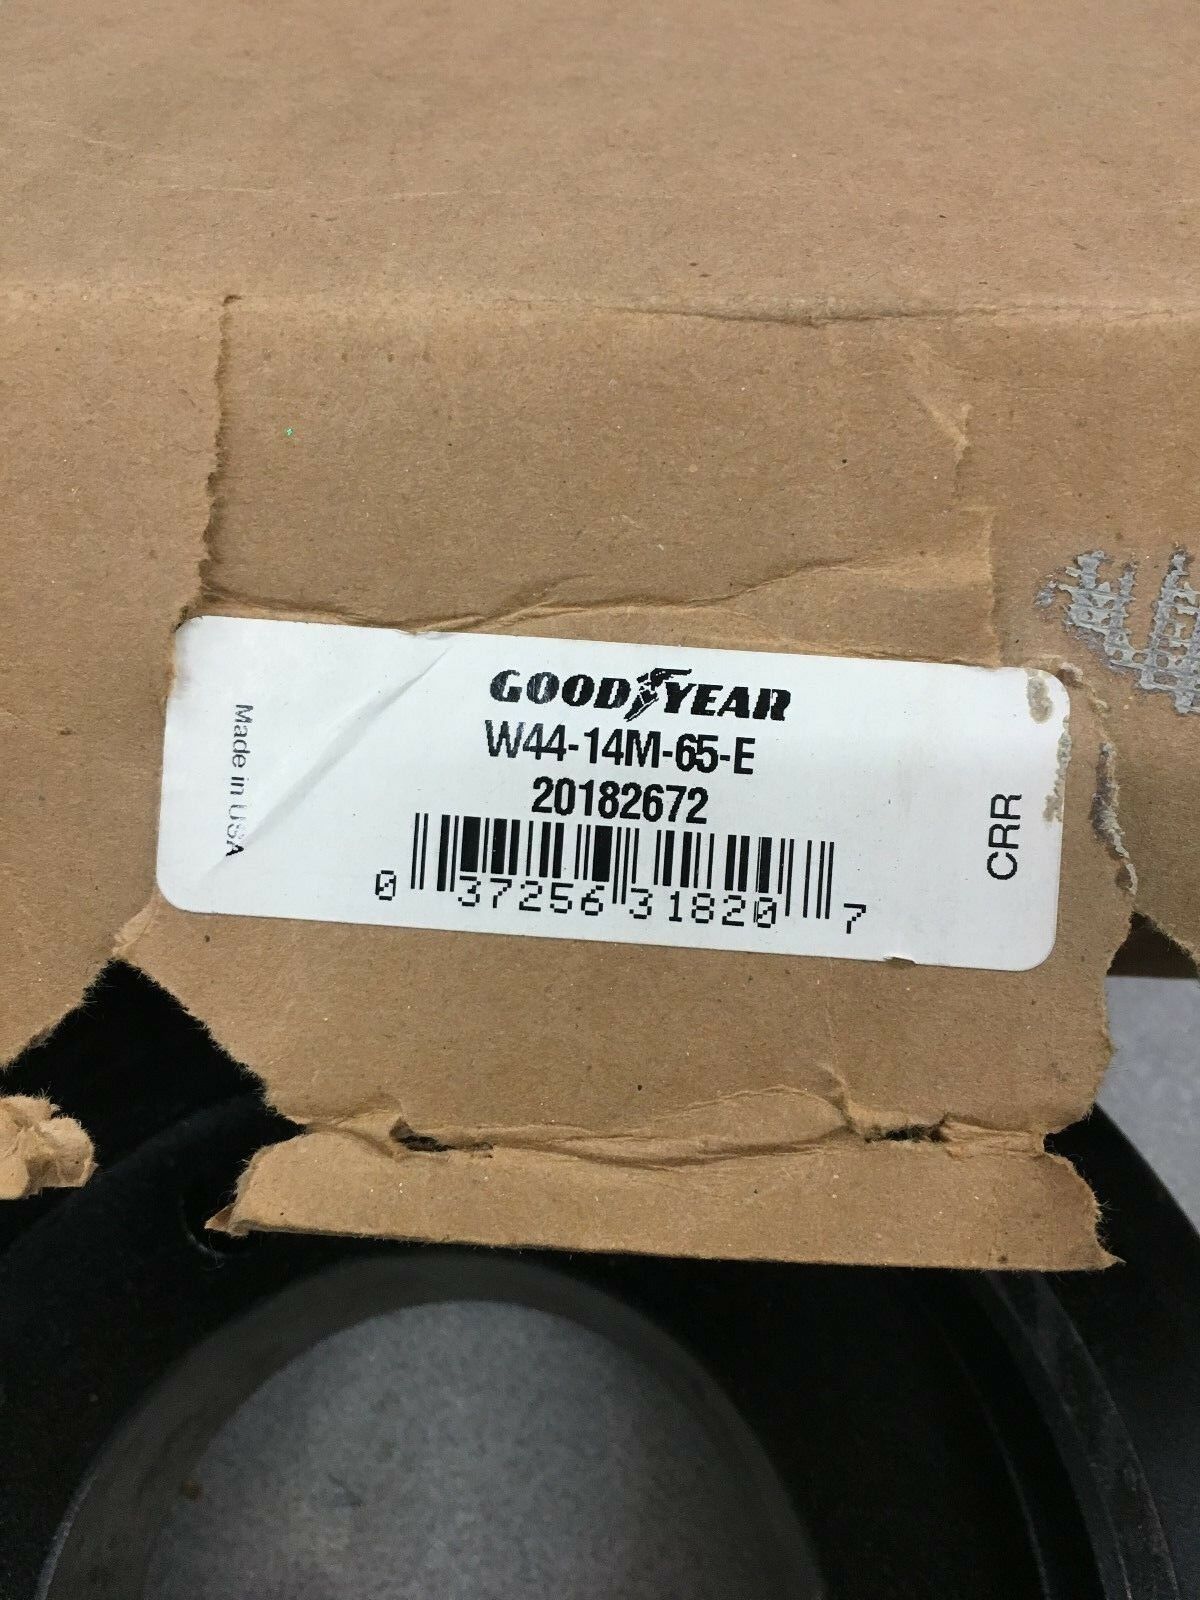 GOODYEAR
W44-14M-65-E
20182672
0 37256 31820 7
Made in USA
CRR